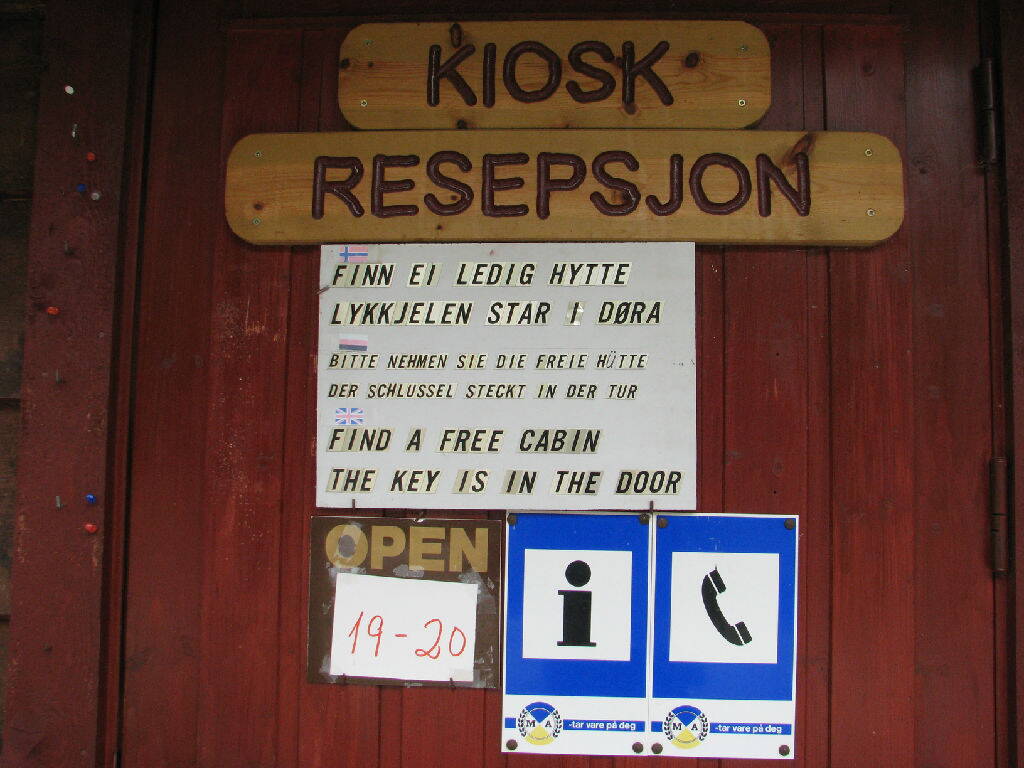 KIOSK
RESEPSJON
FINN EI LEDIG HYTTE
LYKKJELEN STAR I DØRA
BITTE NEHMEN SIE DIE FREIE HÜTTE
DER SCHLUSSEL STECKT IN DER TUR
FIND A FREE CABIN
THE KEY IS IN THE DOOR
OPEN
19-20
i
M A
-tar vare på deg
M A
-tar vare på deg